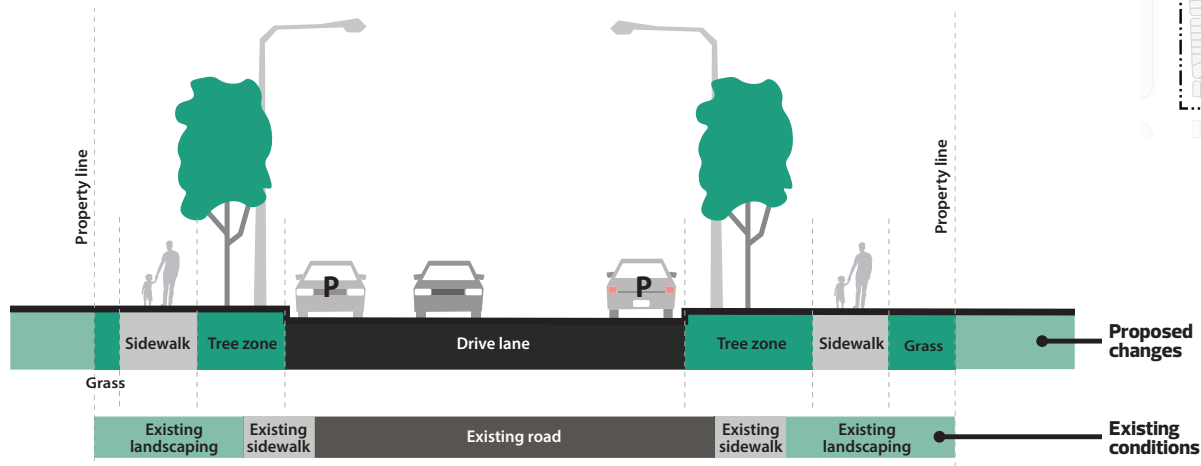 Property line
Property line
P
P
Sidewalk
Tree zone
Drive lane
Tree zone
Sidewalk
Grass
Proposed
changes
Grass
Existing
landscaping
Existing
sidewalk
Existing road
Existing
sidewalk
Existing
landscaping
Existing
conditions